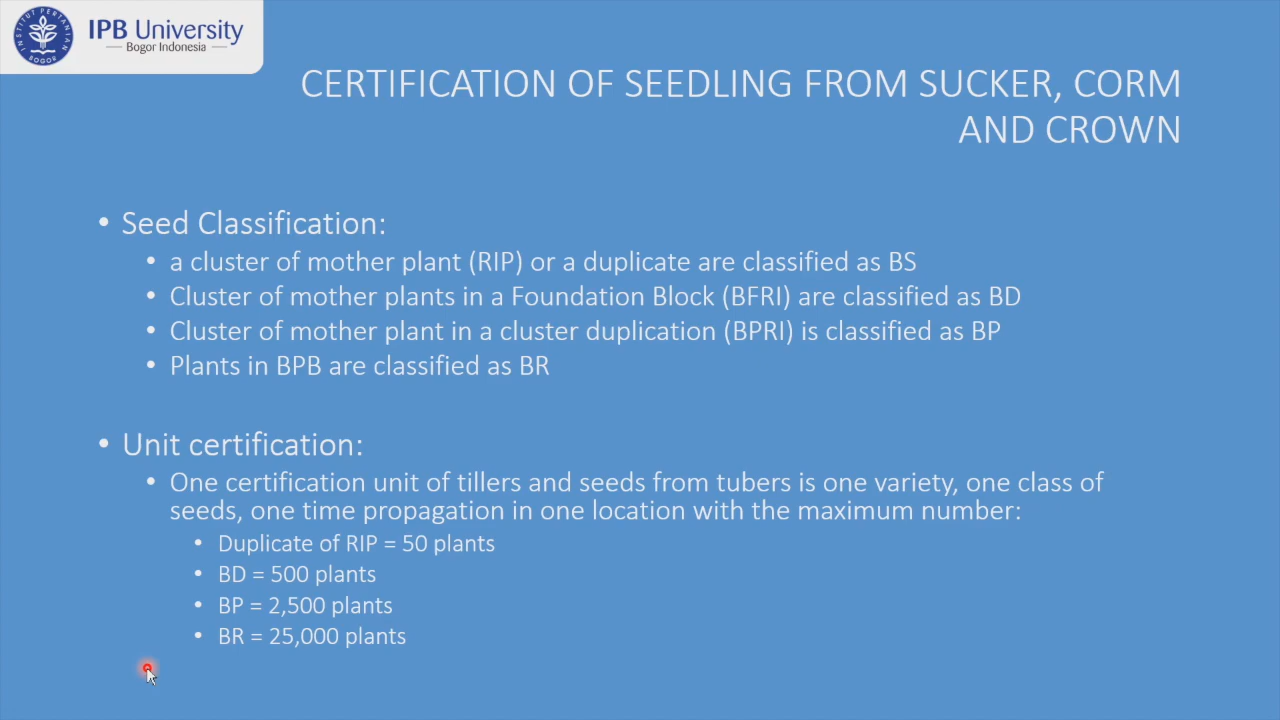 INSTITUT PERTANIAN
BOGOR
IPB University
Bogor Indonesia
CERTIFICATION OF SEEDLING FROM SUCKER, CORM
AND CROWN
• Seed Classification:
• a cluster of mother plant (RIP) or a duplicate are classified as BS
• Cluster of mother plants in a Foundation Block (BFRI) are classified as BD
• Cluster of mother plant in a cluster duplication (BPRI) is classified as BP
• Plants in BPB are classified as BR
• Unit certification:
• One certification unit of tillers and seeds from tubers is one variety, one class of
seeds, one time propagation in one location with the maximum number:
• Duplicate of RIP = 50 plants
• BD = 500 plants
• BP = 2,500 plants
• BR = 25,000 plants